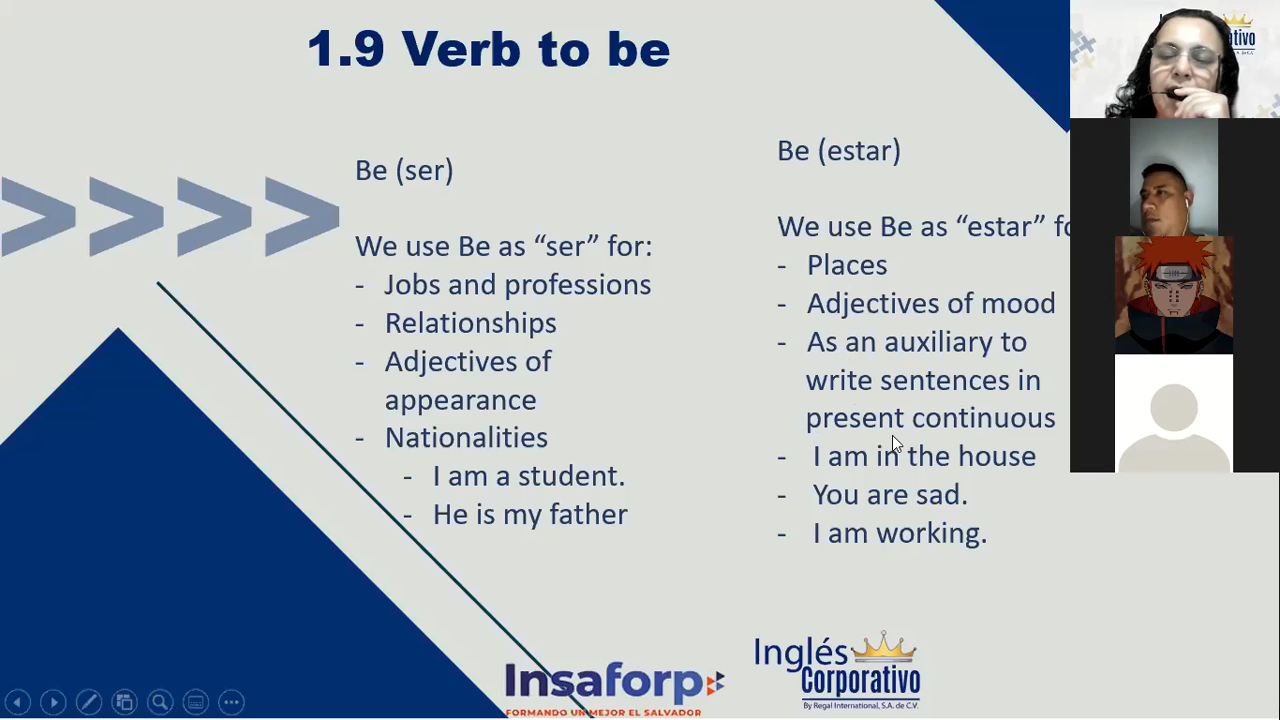 1.9 Verb to be
Be (ser)
We use Be as “ser” for:
- Jobs and professions
- Relationships
- Adjectives of
appearance
- Nationalities
- I am a student.
- He is my father
Be (estar)
We use Be as “estar” fo
- Places
- Adjectives of mood
- As an auxiliary to
write sentences in
present continuous
- I am in the house
- You are sad.
- I am working.
Insaforp
FORMANDO UN MEJOR EL SALVADOR
Inglés
Corporativo
By Regal International, S.A. de C.V.